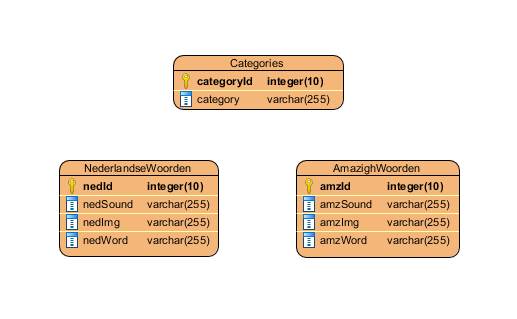 Categories
categoryId integer(10)
category varchar(255)
NederlandseWoorden
nedId integer(10)
nedSound varchar(255)
nedImg varchar(255)
nedWord varchar(255)
AmazighWoorden
amzId integer(10)
amzSound varchar(255)
amzImg varchar(255)
amzWord varchar(255)